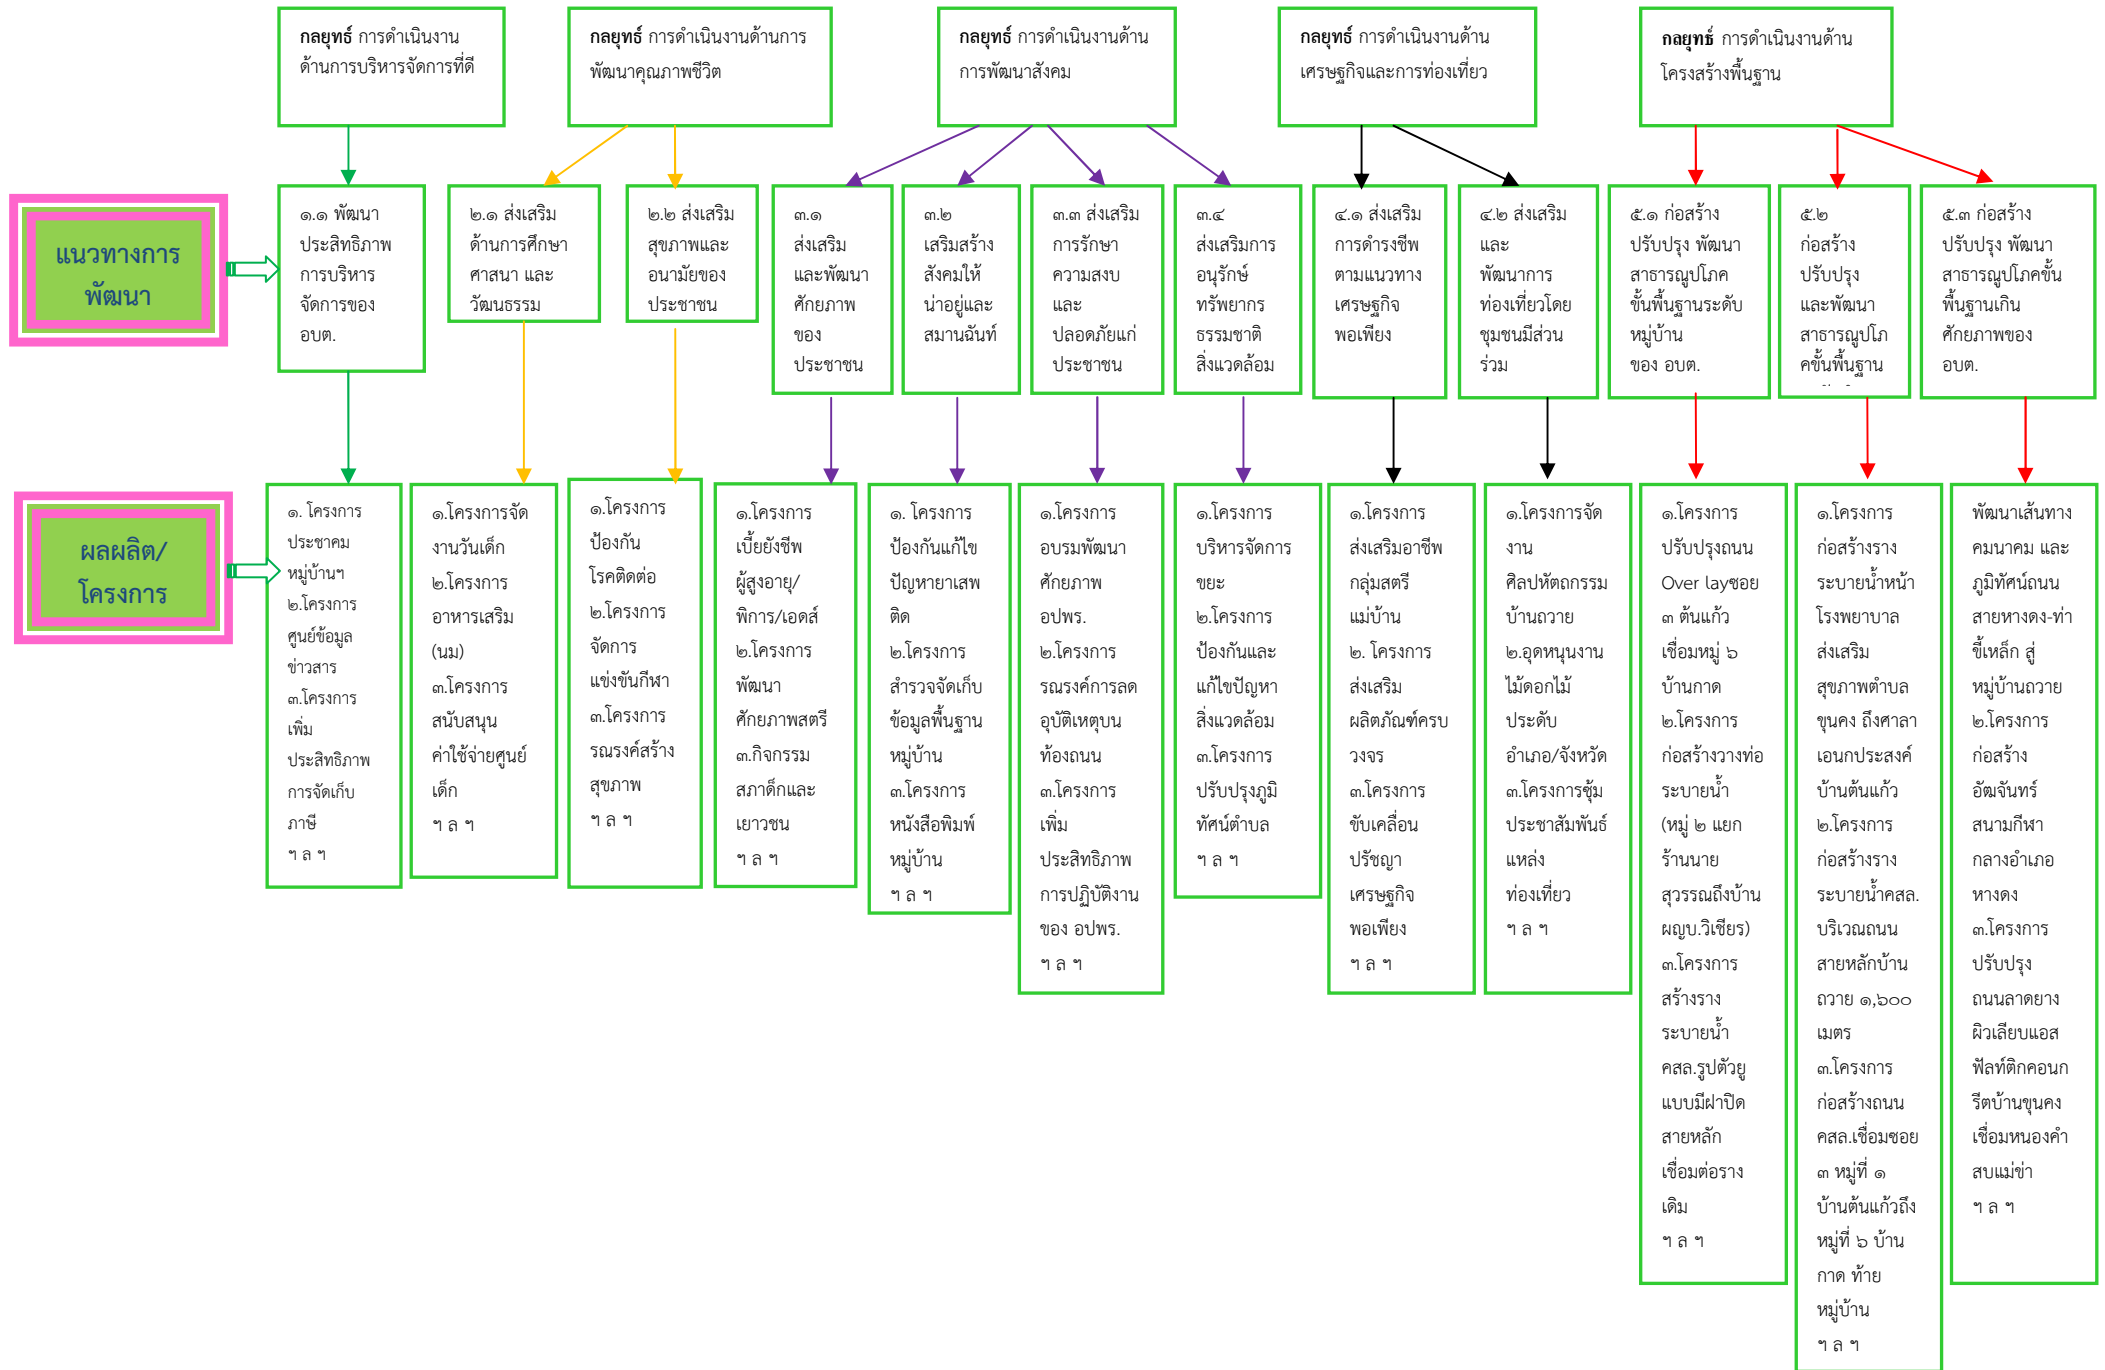 กลยุทธ์ การดำเนินงาน
ด้านการบริหารจัดการที่ดี
กลยุทธ์ การดำเนินงานด้านการ
พัฒนาคุณภาพชีวิต
กลยุทธ์ การดำเนินงานด้าน
การพัฒนาสังคม
กลยุทธ์ การดำเนินงานด้าน
เศรษฐกิจและการท่องเที่ยว
กลยุทธ์ การดำเนินงานด้าน
โครงสร้างพื้นฐาน
แนวทางการ
พัฒนา
๑.๑ พัฒนา
ประสิทธิภาพ
การบริหาร
จัดการของ
อบต.
๒.๑ ส่งเสริม
ด้านการศึกษา
ศาสนา และ
วัฒนธรรม
๒.๒ ส่งเสริม
สุขภาพและ
อนามัยของ
ประชาชน
๓.๑
ส่งเสริม
และพัฒนา
ศักยภาพ
ของ
ประชาชน
๓.๒
เสริมสร้าง
สังคมให้
น่าอยู่และ
สมานฉันท์
๓.๓ ส่งเสริม
การรักษา
ความสงบ
และ
ปลอดภัยแก่
ประชาชน
๓.๔
ส่งเสริมการ
อนุรักษ์
ทรัพยากร
ธรรมชาติ
สิ่งแวดล้อม
๔.๑ ส่งเสริม
การดำรงชีพ
ตามแนวทาง
เศรษฐกิจ
พอเพียง
๔.๒ ส่งเสริม
และ
พัฒนาการ
ท่องเที่ยวโดย
ชุมชนมีส่วน
ร่วม
๕.๑ ก่อสร้าง
ปรับปรุง พัฒนา
สาธารณูปโภค
ขั้นพื้นฐานระดับ
หมู่บ้าน
ของ อบต.
๕.๒
ก่อสร้าง
ปรับปรุง
และพัฒนา
สาธารณูปโภ
คขั้นพื้นฐาน
๕.๓ ก่อสร้าง
ปรับปรุง พัฒนา
สาธารณูปโภคขั้น
พื้นฐานเกิน
ศักยภาพของ
อบต.
ผลผลิต/
โครงการ
๑. โครงการ
ประชาคม
หมู่บ้านฯ
๒.โครงการ
ศูนย์ข้อมูล
ข่าวสาร
๓.โครงการ
เพิ่ม
ประสิทธิภาพ
การจัดเก็บ
ภาษี
ฯ ล ฯ
๑.โครงการจัด
งานวันเด็ก
๒.โครงการ
อาหารเสริม
(นม)
๓.โครงการ
สนับสนุน
ค่าใช้จ่ายศูนย์
เด็ก
ฯ ล ฯ
๑.โครงการ
ป้องกัน
โรคติดต่อ
๒.โครงการ
จัดการ
แข่งขันกีฬา
๓.โครงการ
รณรงค์สร้าง
สุขภาพ
ฯ ล ฯ
๑.โครงการ
เบี้ยยังชีพ
ผู้สูงอายุ/
พิการ/เอดส์
๒.โครงการ
พัฒนา
ศักยภาพสตรี
๓.กิจกรรม
สภาด็กและ
เยาวชน
ฯ ล ฯ
๑. โครงการ
ป้องกันแก้ไข
ปัญหายาเสพ
ติด
๒.โครงการ
สำรวจจัดเก็บ
ข้อมูลพื้นฐาน
หมู่บ้าน
๓.โครงการ
หนังสือพิมพ์
หมู่บ้าน
ฯ ล ฯ
๑.โครงการ
อบรมพัฒนา
ศักยภาพ
อปพร.
๒.โครงการ
รณรงค์การลด
อุบัติเหตุบน
ท้องถนน
๓.โครงการ
เพิ่ม
ประสิทธิภาพ
การปฏิบัติงาน
ของ อปพร.
ฯ ล ฯ
๑.โครงการ
บริหารจัดการ
ขยะ
๒.โครงการ
ป้องกันและ
แก้ไขปัญหา
สิ่งแวดล้อม
๓.โครงการ
ปรับปรุงภูมิ
ทัศน์ตำบล
ฯ ล ฯ
๑.โครงการ
ส่งเสริมอาชีพ
กลุ่มสตรี
แม่บ้าน
๒. โครงการ
ส่งเสริม
ผลิตภัณฑ์ครบ
วงจร
๓.โครงการ
ขับเคลื่อน
ปรัชญา
เศรษฐกิจ
พอเพียง
ฯ ล ฯ
๑.โครงการจัด
งาน
ศิลปหัตถกรรม
บ้านถวาย
๒.อุดหนุนงาน
ไม้ดอกไม้
ประดับ
อำเภอ/จังหวัด
๓.โครงการซุ้ม
ประชาสัมพันธ์
แหล่ง
ท่องเที่ยว
ฯ ล ฯ
๑.โครงการ
ปรับปรุงถนน
Over layซอย
๓ ต้นแก้ว
เชื่อมหมู่ ๖
บ้านกาด
๒.โครงการ
ก่อสร้างวางท่อ
ระบายน้ำ
(หมู่ ๒ แยก
ร้านนาย
สุวรรณถึงบ้าน
ผญบ.วิเชียร)
๓.โครงการ
สร้างราง
ระบายน้ำ
คสล.รูปตัวยู
แบบมีฝาปิด
สายหลัก
เชื่อมต่อราง
เดิม
ฯ ล ฯ
๑.โครงการ
ก่อสร้างราง
ระบายน้ำหน้า
โรงพยาบาล
ส่งเสริม
สุขภาพตำบล
ขุนคง ถึงศาลา
เอนกประสงค์
บ้านต้นแก้ว
๒.โครงการ
ก่อสร้างราง
ระบายน้ำคสล.
บริเวณถนน
สายหลักบ้าน
ถวาย ๑,๖๐๐
เมตร
๓.โครงการ
ก่อสร้างถนน
คสล.เชื่อมซอย
๓ หมู่ที่ ๑
บ้านต้นแก้วถึง
หมู่ที่ ๖ บ้าน
กาด ท้าย
หมู่บ้าน
ฯ ล ฯ
พัฒนาเส้นทาง
คมนาคม และ
ภูมิทัศน์ถนน
สายหางดง-ท่า
ขี้เหล็ก สู่
หมู่บ้านถวาย
๒.โครงการ
ก่อสร้าง
อัฒจันทร์
สนามกีฬา
กลางอำเภอ
หางดง
๓.โครงการ
ปรับปรุง
ถนนลาดยาง
ผิวเลียบแอส
ฟัลท์ติกคอนก
รีตบ้านขุนคง
เชื่อมหนองคำ
สบแม่ข่า
ฯ ล ฯ